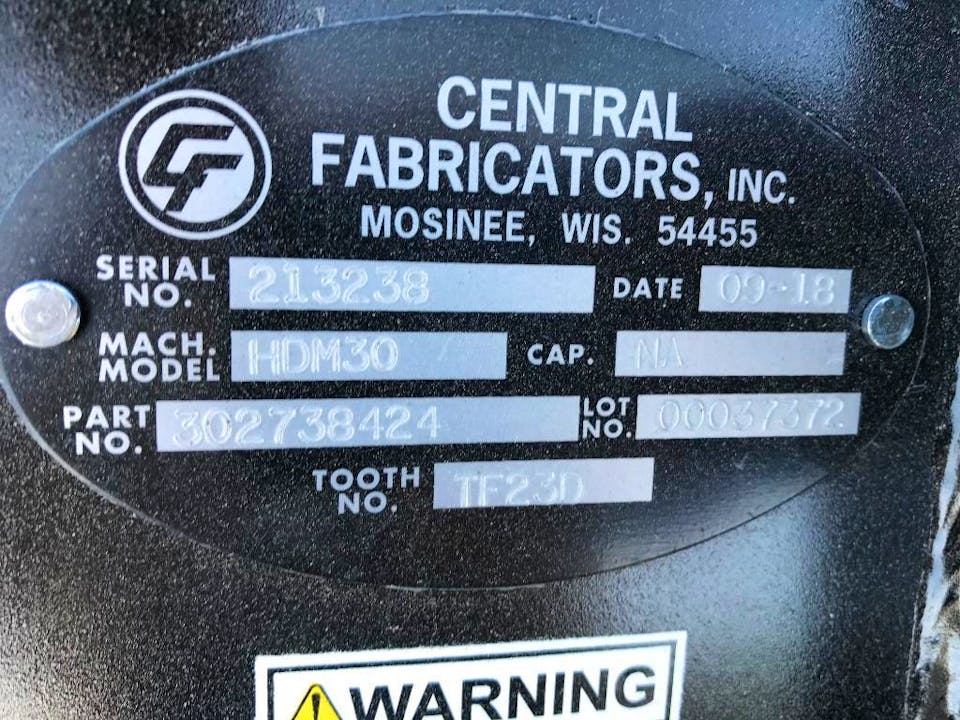 CF
CENTRAL
FABRICATORS, INC.
MOSINEE, WIS. 54455
SERIAL NO. 213238 DATE 09-18
MACH. MODEL HDM30 CAP. NA
PART NO. 302738424 LOT NO. 00037372
TOOTH NO. TF23D
WARNING